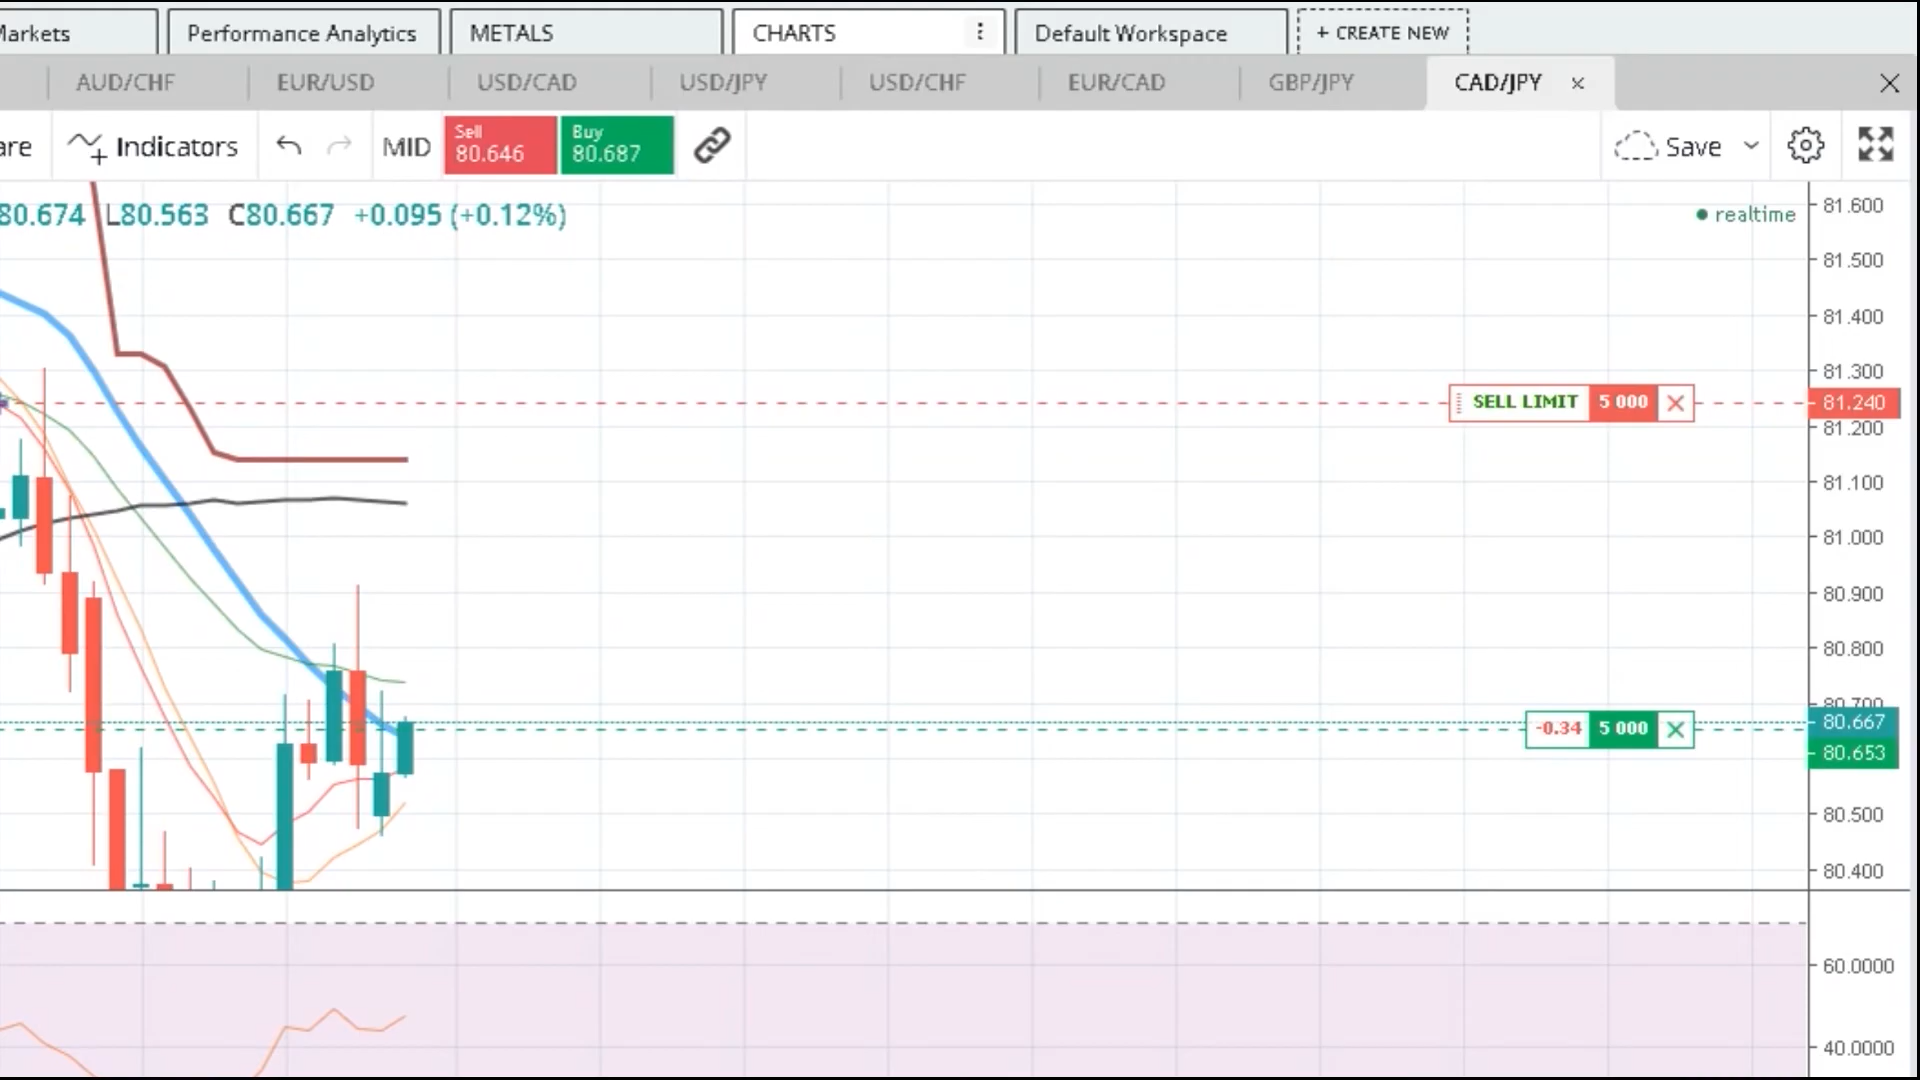 Markets
Performance Analytics
METALS
CHARTS
Default Workspace
+ CREATE NEW
AUD/CHF
EUR/USD
USD/CAD
USD/JPY
USD/CHF
EUR/CAD
GBP/JPY
CAD/JPY ×
are
Indicators
MID
Sell
80.646
Buy
80.687
Save
80.674 L80.563 C80.667 +0.095 (+0.12%)
realtime
81.600
81.500
81.400
81.300
SELL LIMIT 5 000
81.240
81.200
81.100
81.000
80.900
80.800
80.700
80.667
-0.34 5 000
80.653
80.500
80.400
60.0000
40.0000